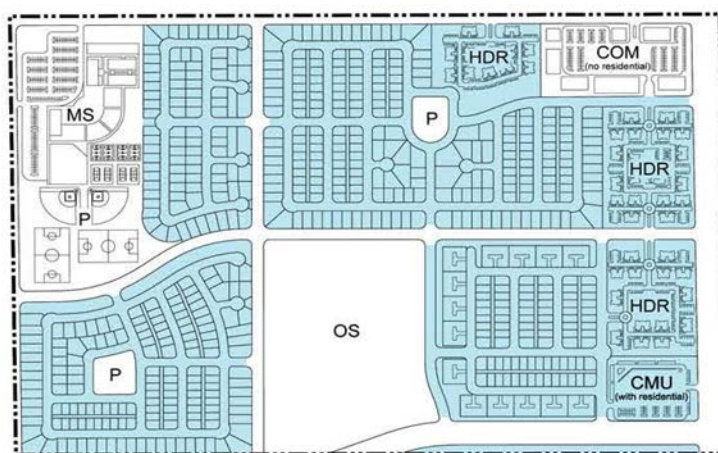 HDR
COM
(no residential)
MS
P
HDR
P
OS
HDR
P
CMU
(with residential)